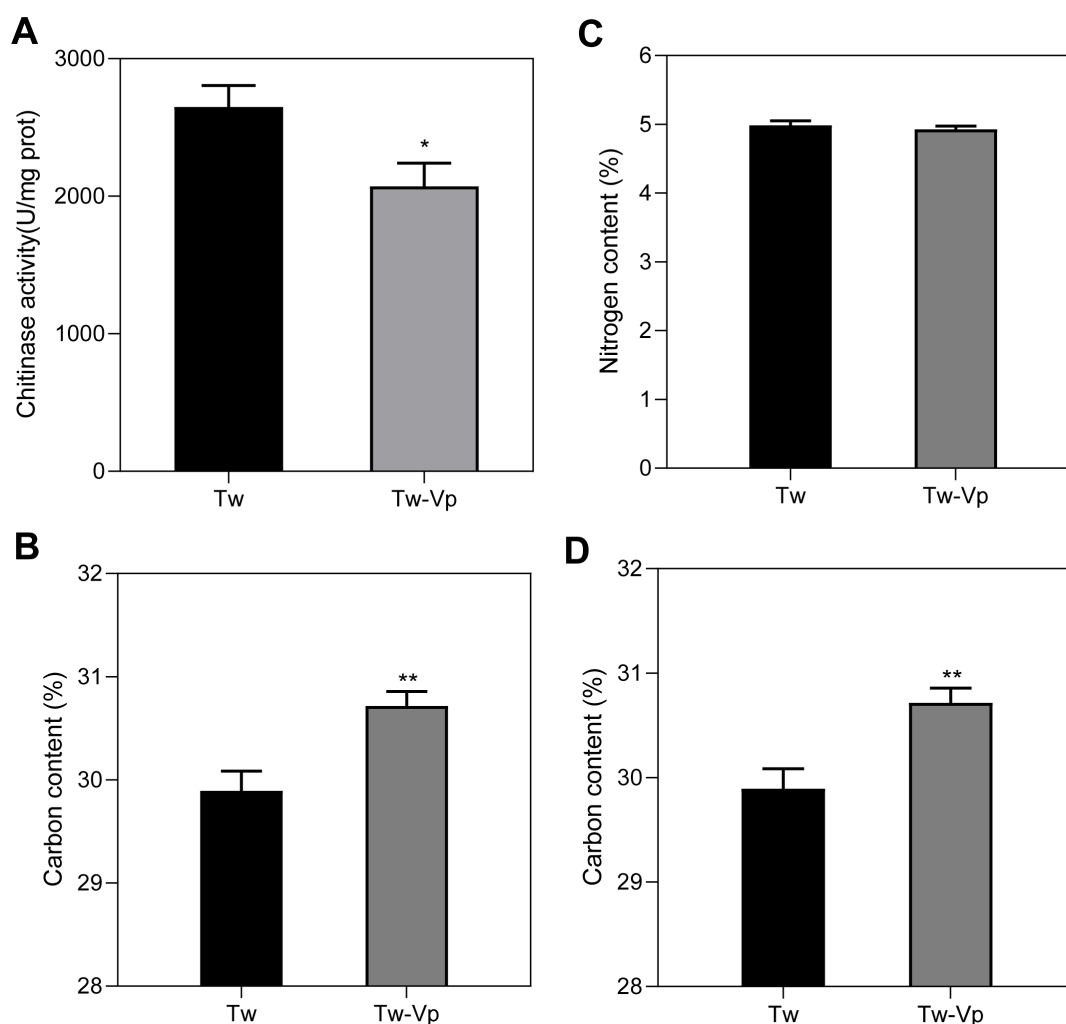 A
Chitinase activity(U/mg prot)
3000
2000
1000
0
*
Tw
Tw-Vp
C
Nitrogen content (%)
6
5
4
3
2
1
0
Tw
Tw-Vp
B
Carbon content (%)
32
31
30
29
28
**
Tw
Tw-Vp
D
Carbon content (%)
32
31
30
29
28
**
Tw
Tw-Vp